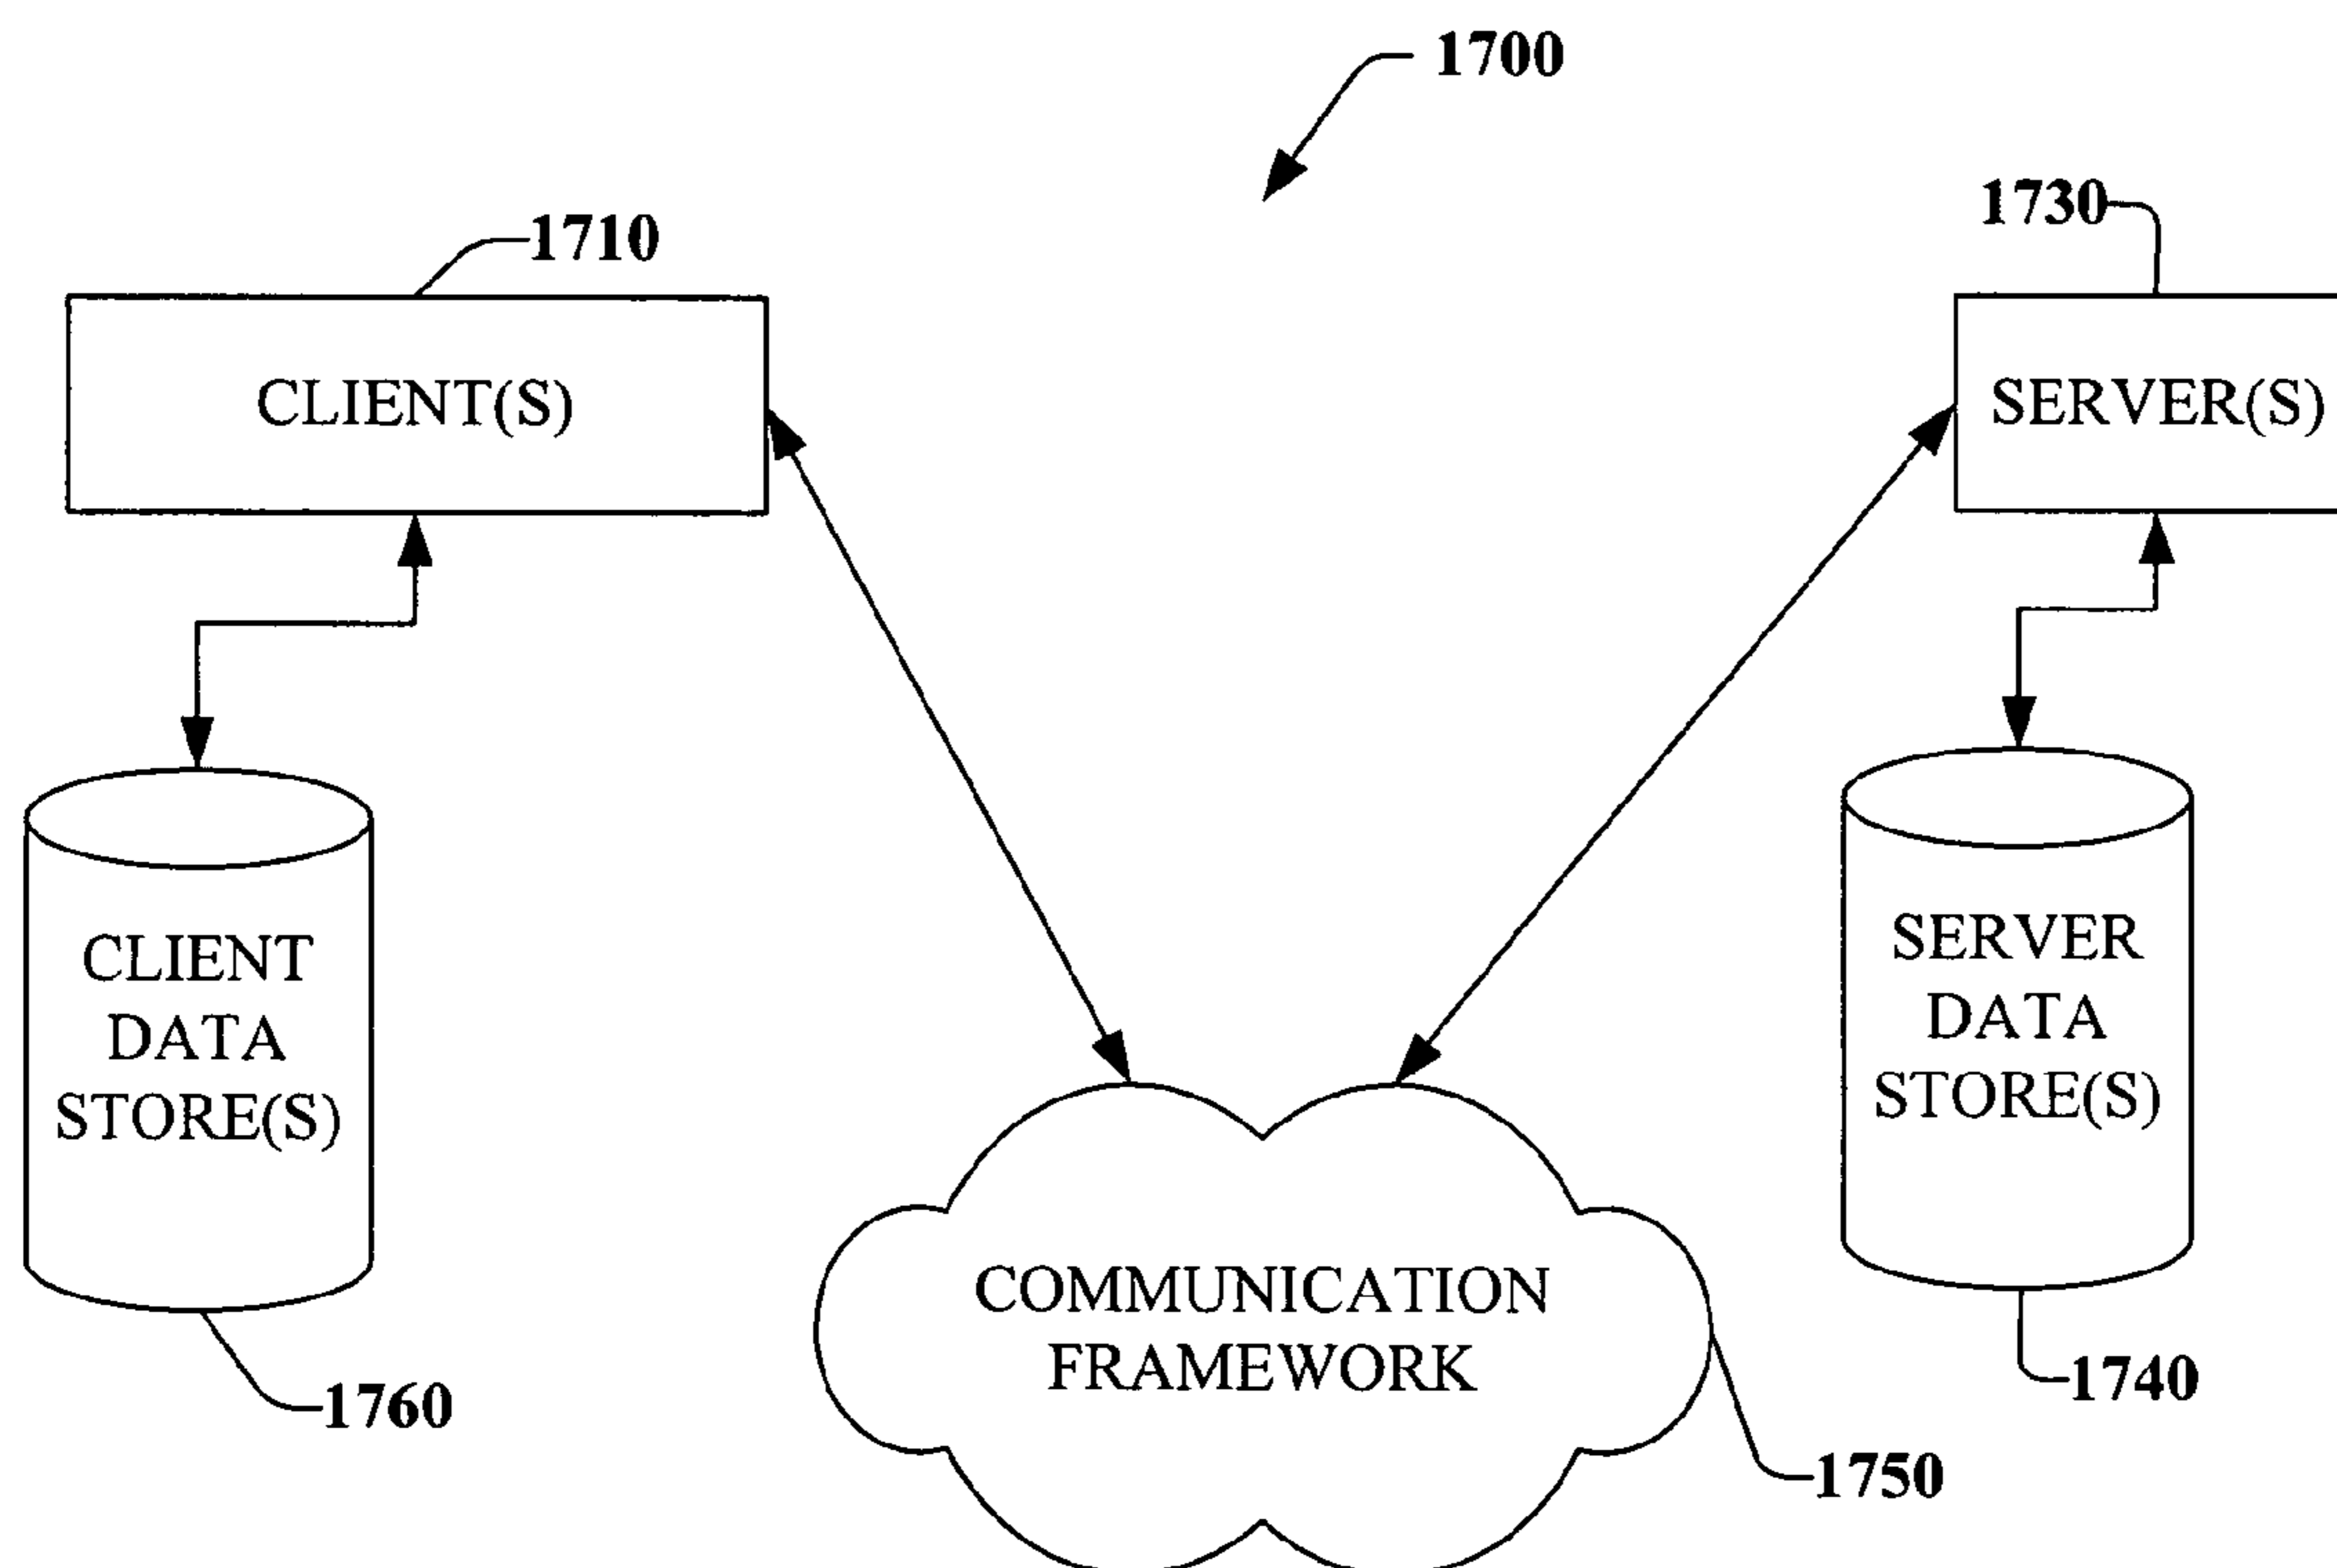 1700
1710
1730
CLIENT(S)
SERVER(S)
CLIENT
DATA
STORE(S)
SERVER
DATA
STORE(S)
COMMUNICATION
FRAMEWORK
1760
1740
1750